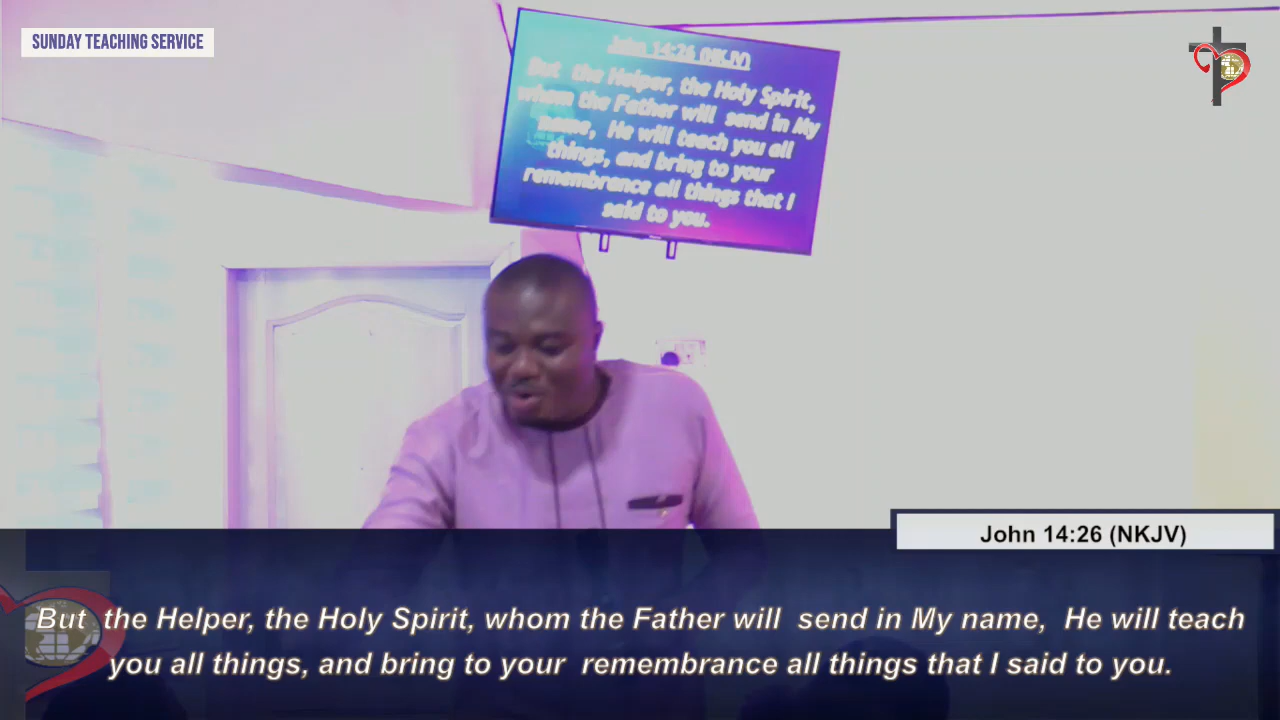 SUNDAY TEACHING SERVICE
John 14:26 (NKJV)
But the Helper, the Holy Spirit,
whom the Father will send in My
name, He will teach you all
things, and bring to your
remembrance all things that I
said to you.
John 14:26 (NKJV)
But the Helper, the Holy Spirit, whom the Father will send in My name, He will teach
you all things, and bring to your remembrance all things that I said to you.